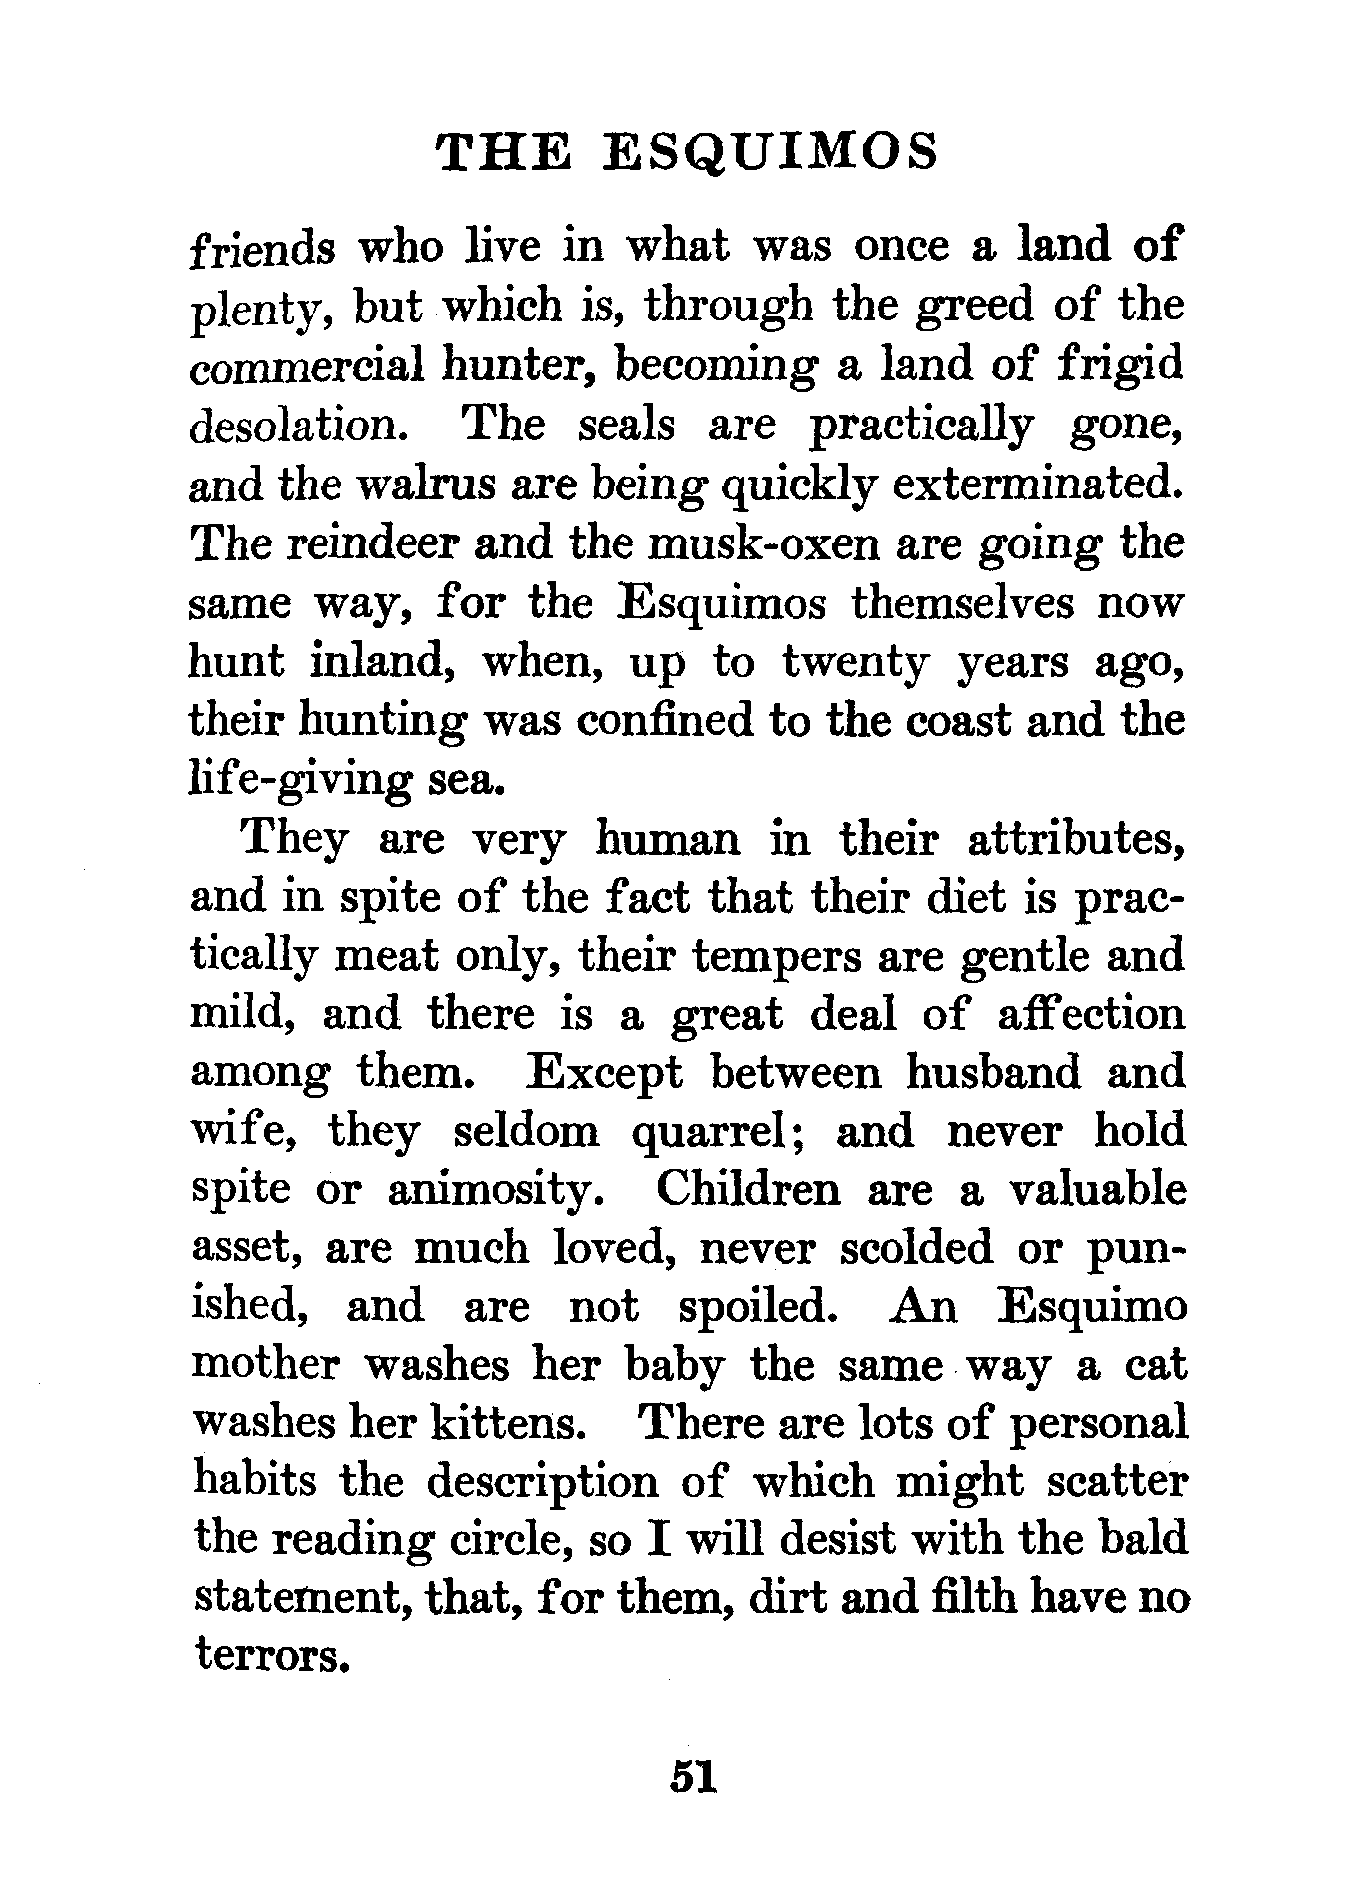 THE ESQUIMOS
friends who live in what was once a land of
plenty, but which is, through the greed of the
commercial hunter, becoming a land of frigid
desolation. The seals are practically gone,
and the walrus are being quickly exterminated.
The reindeer and the musk-oxen are going the
same way, for the Esquimos themselves now
hunt inland, when, up to twenty years ago,
their hunting was confined to the coast and the
life-giving sea.
They are very human in their attributes,
and in spite of the fact that their diet is prac-
tically meat only, their tempers are gentle and
mild, and there is a great deal of affection
among them. Except between husband and
wife, they seldom quarrel; and never hold
spite or animosity. Children are a valuable
asset, are much loved, never scolded or pun-
ished, and are not spoiled. An Esquimo
mother washes her baby the same way a cat
washes her kittens. There are lots of personal
habits the description of which might scatter
the reading circle, so I will desist with the bald
statement, that, for them, dirt and filth have no
terrors.
51